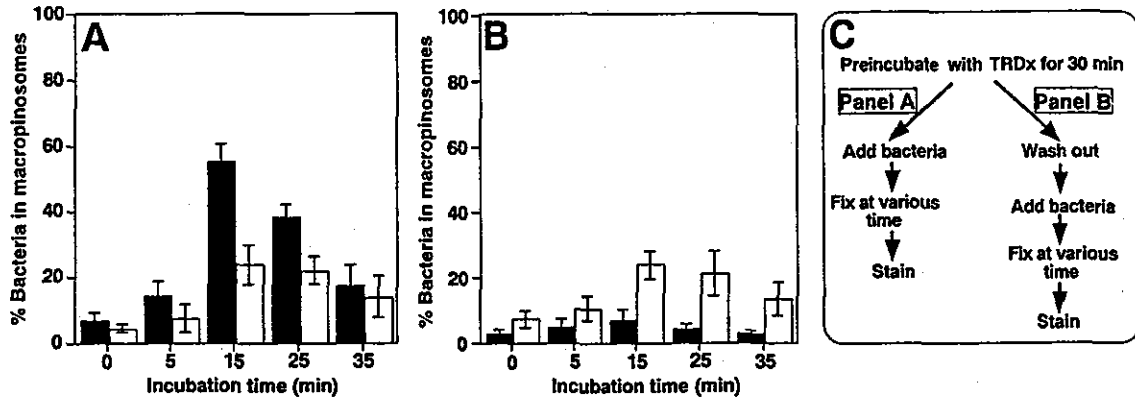 A
% Bacteria in macropinosomes
100
80
60
40
20
0
0 5 15 25 35
Incubation time (min)
B
% Bacteria in macropinosomes
100
80
60
40
20
0
0 5 15 25 35
Incubation time (min)
C
Preincubate with TRDx for 30 min
Panel A
Add bacteria
Fix at various
time
Stain
Panel B
Wash out
Add bacteria
Fix at various
time
Stain